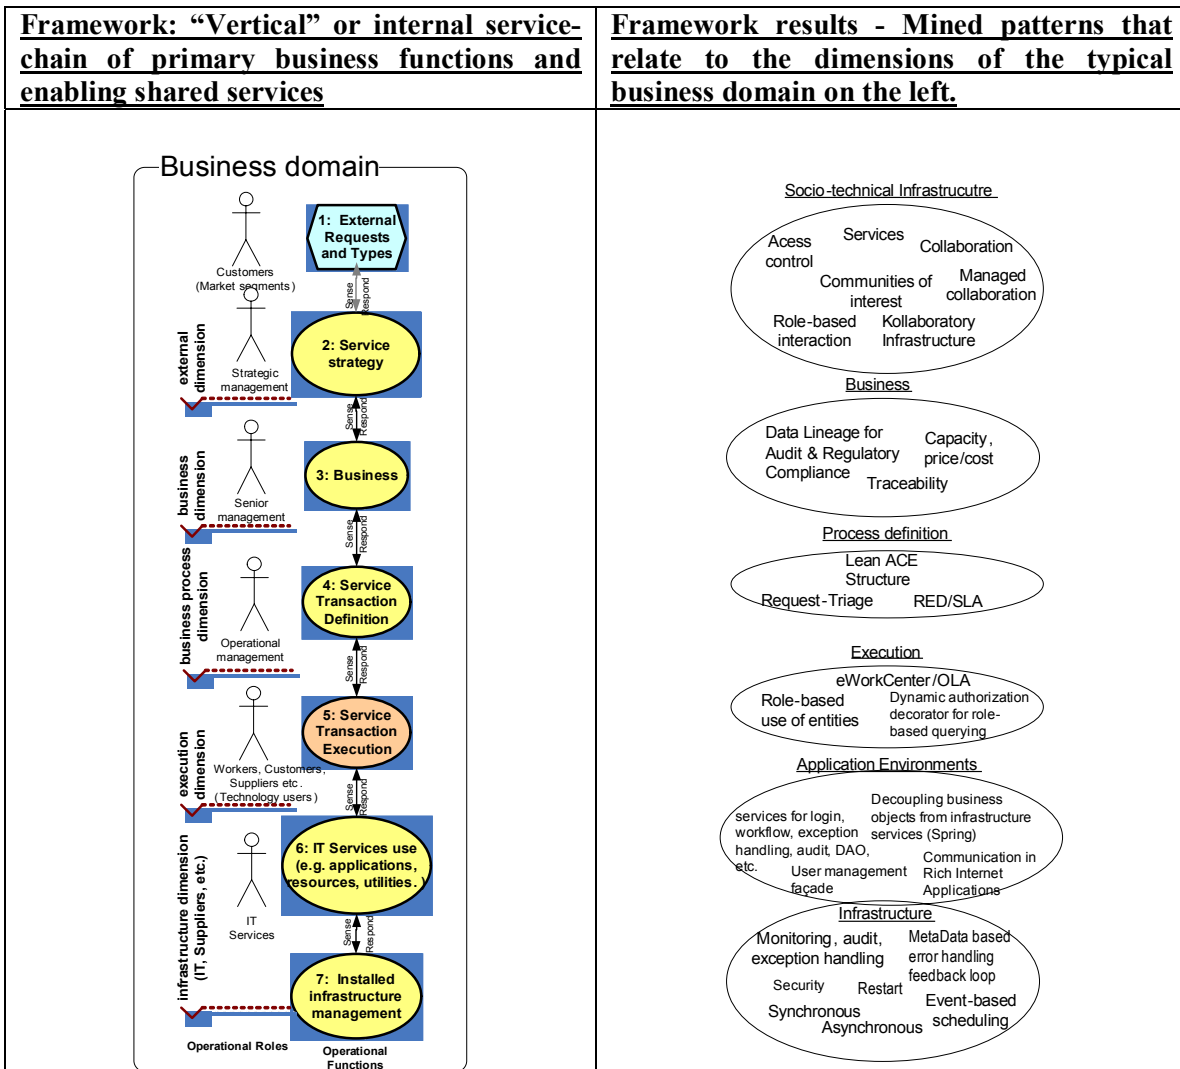 Framework: “Vertical” or internal service-
chain of primary business functions and
enabling shared services
Framework results - Mined patterns that
relate to the dimensions of the typical
business domain on the left.
Business domain
1: External
Requests
and Types
Customers
(Market segments)
Sense
Respond
external
dimension
Strategic
management
2: Service
strategy
Sense
Respond
business
dimension
Senior
management
3: Business
Sense
Respond
business process
dimension
Operational
management
4: Service
Transaction
Definition
Sense
Respond
execution
dimension
Workers, Customers,
Suppliers etc.
(Technology users)
5: Service
Transaction
Execution
Sense
Respond
infrastructure dimension
(IT, Suppliers, etc.)
IT
Services
6: IT Services use
(e.g. applications,
resources, utilities. )
Sense
Respond
7: Installed
infrastructure
management
Operational Roles
Operational
Functions
Socio-technical Infrastrucutre
Acess
control
Services
Collaboration
Communities of
interest
Managed
collaboration
Role-based
interaction
Kollaboratory
Infrastructure
Business
Data Lineage for
Audit & Regulatory
Compliance
Capacity,
price/cost
Traceability
Process definition
Lean ACE
Structure
Request-Triage
RED/SLA
Execution
eWorkCenter/OLA
Role-based
use of entities
Dynamic authorization
decorator for role-
based querying
Application Environments
services for login,
workflow, exception
handling, audit, DAO,
etc.
Decoupling business
objects from infrastructure
services (Spring)
User management
façade
Communication in
Rich Internet
Applications
Infrastructure
Monitoring, audit,
exception handling
MetaData based
error handling
feedback loop
Security
Restart
Synchronous
Asynchronous
Event-based
scheduling